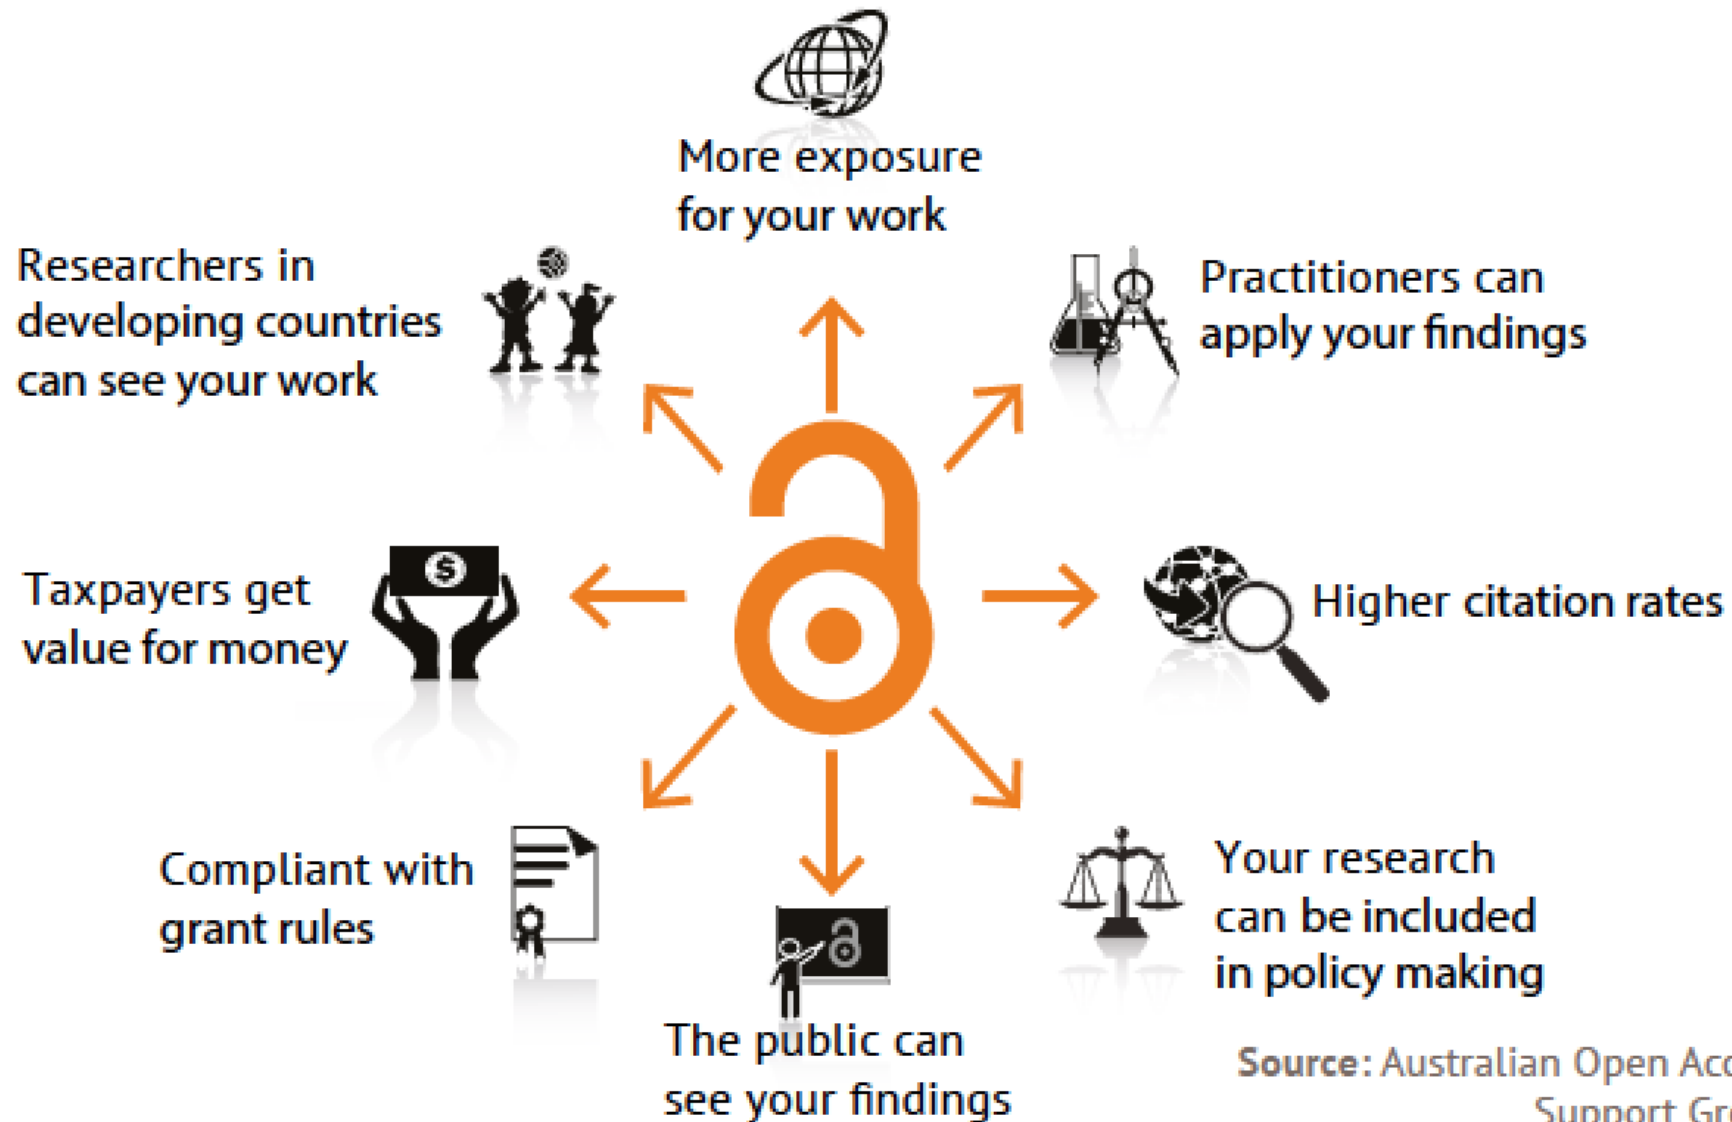 More exposure
for your work
Researchers in
developing countries
can see your work
Practitioners can
apply your findings
Taxpayers get
value for money
$
Higher citation rates
Compliant with
grant rules
Your research
can be included
in policy making
The public can
see your findings
Source: Australian Open
Support